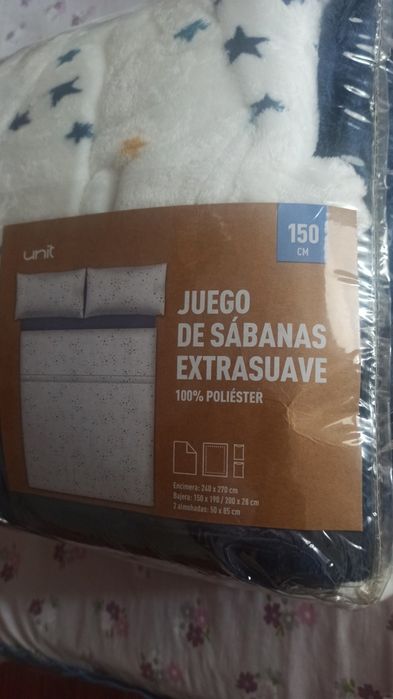 unit
150
CM
JUEGO
DE SÁBANAS
EXTRASUAVE
100% POLIÉSTER
Encimera: 240 x 270 cm
Bajera: 150 x 190 / 200 x 28 cm
2 almohadas: 50 x 85 cm